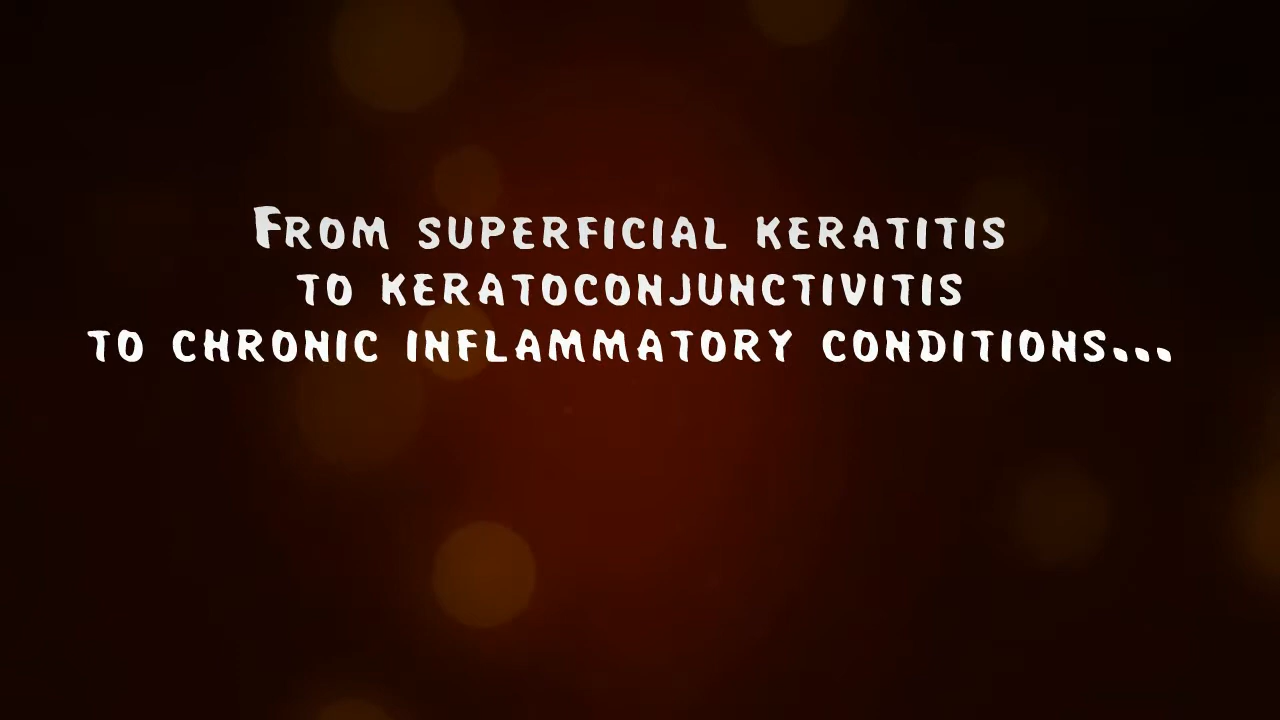 From superficial keratitis
to keratoconjunctivitis
to chronic inflammatory conditions...